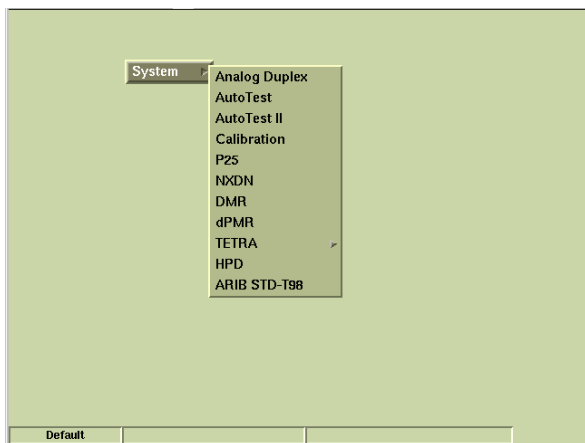 System
Analog Duplex
AutoTest
AutoTest II
Calibration
P25
NXDN
DMR
dPMR
TETRA
HPD
ARIB STD-T98
Default